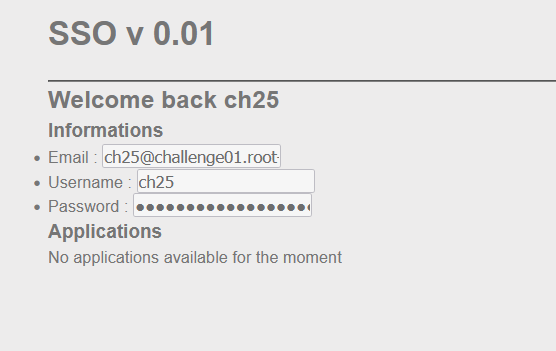 SSO v 0.01
Welcome back ch25
Informations
Email : ch25@challenge01.root-
Username : ch25
Password : ●●●●●●●●●●●●●●●●●●
Applications
No applications available for the moment